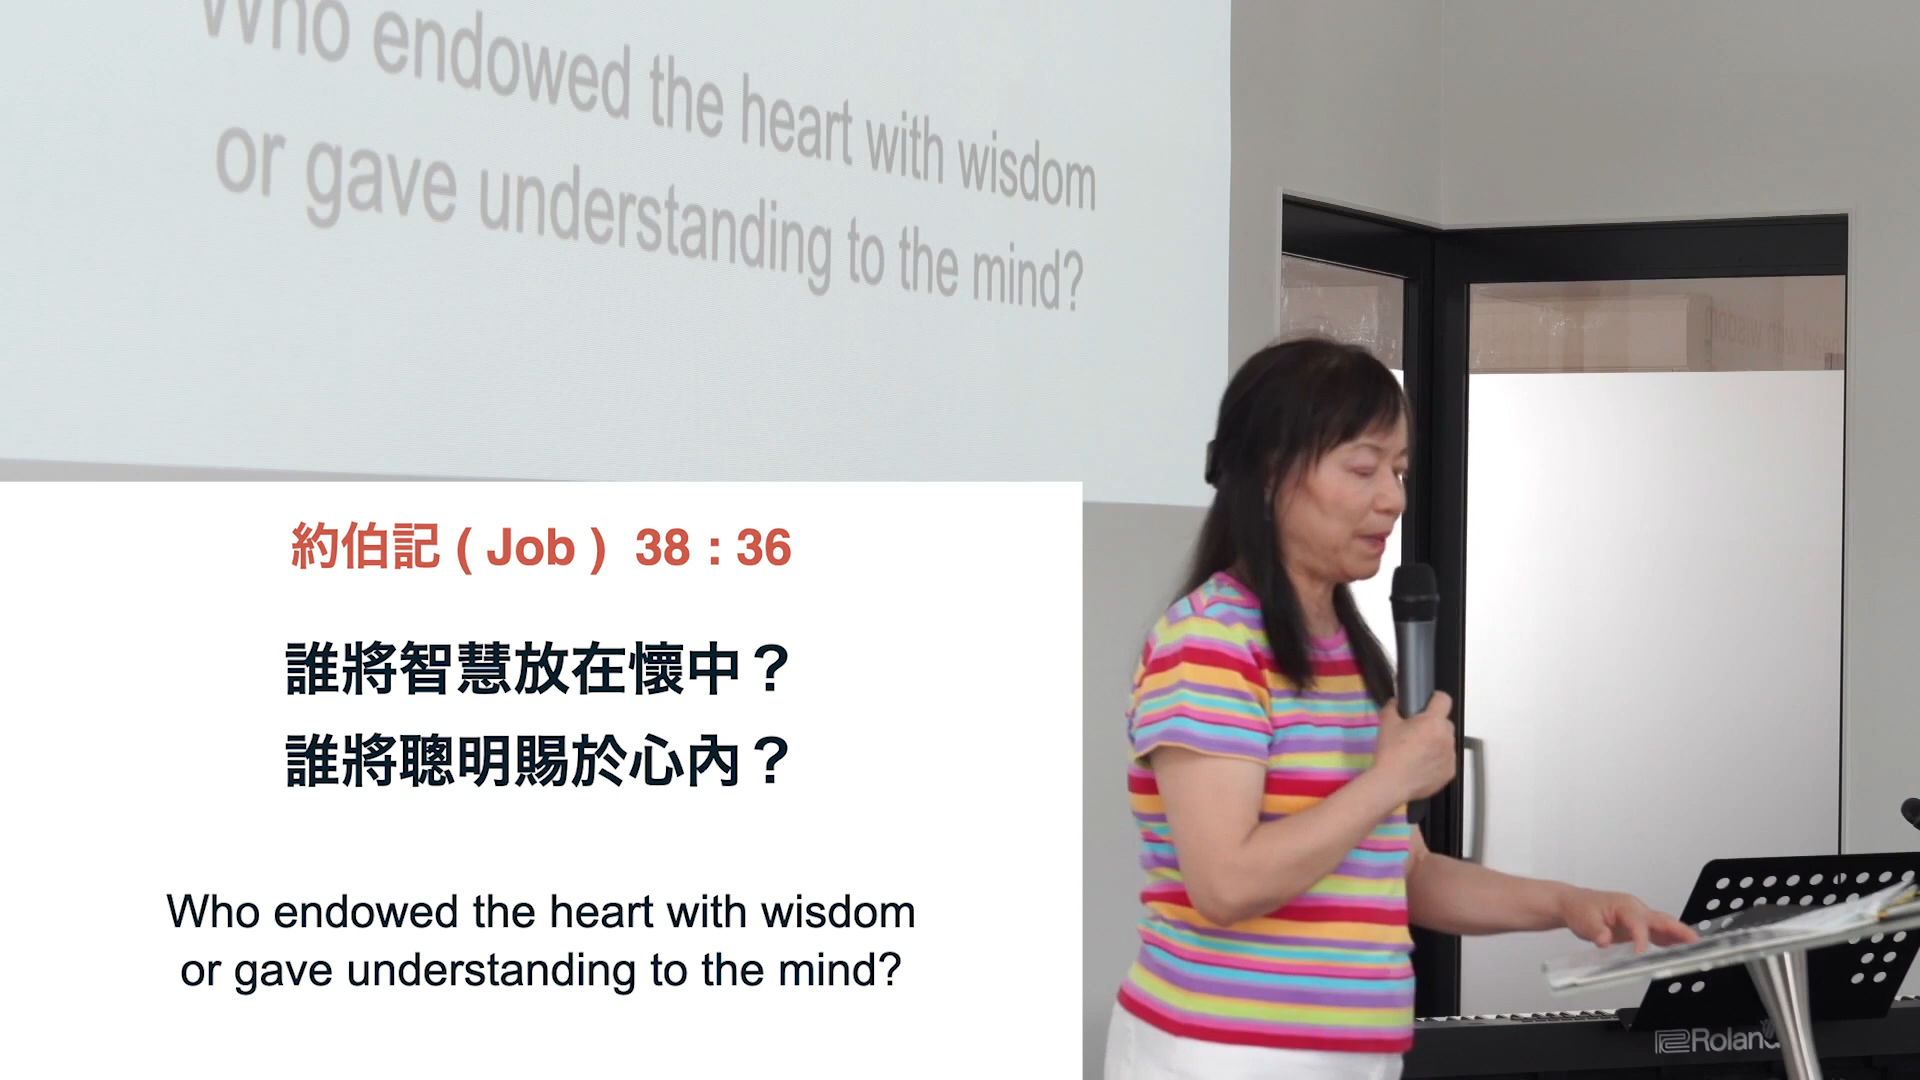 Who endowed the heart with wisdom
or gave understanding to the mind?
約伯記 ( Job ) 38 : 36
誰將智慧放在懷中？
誰將聰明賜於心內？
Who endowed the heart with wisdom
or gave understanding to the mind?
Roland